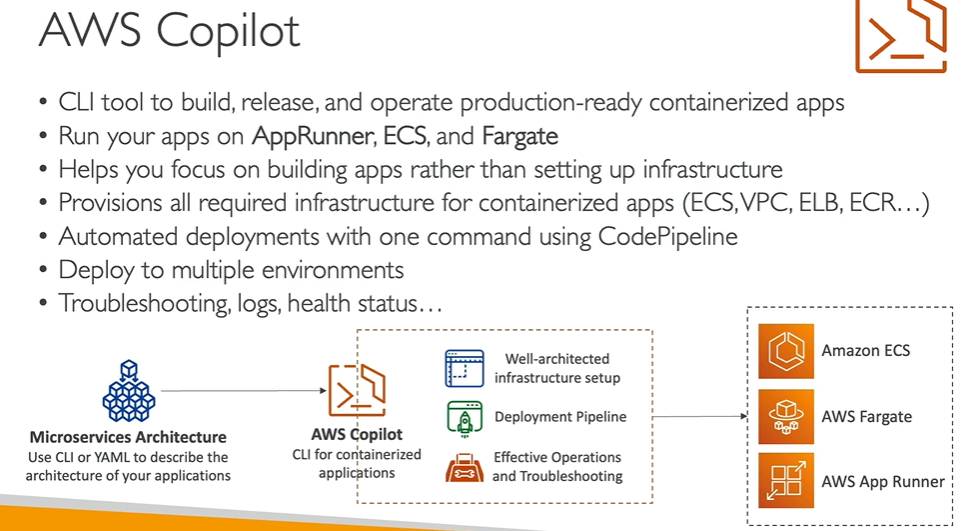 AWS Copilot
• CLI tool to build, release, and operate production-ready containerized apps
• Run your apps on AppRunner, ECS, and Fargate
• Helps you focus on building apps rather than setting up infrastructure
• Provisions all required infrastructure for containerized apps (ECS, VPC, ELB, ECR…)
• Automated deployments with one command using CodePipeline
• Deploy to multiple environments
• Troubleshooting, logs, health status…
Microservices Architecture
Use CLI or YAML to describe the
architecture of your applications
AWS Copilot
CLI for containerized
applications
Well-architected
infrastructure setup
Deployment Pipeline
Effective Operations
and Troubleshooting
Amazon ECS
AWS Fargate
AWS App Runner